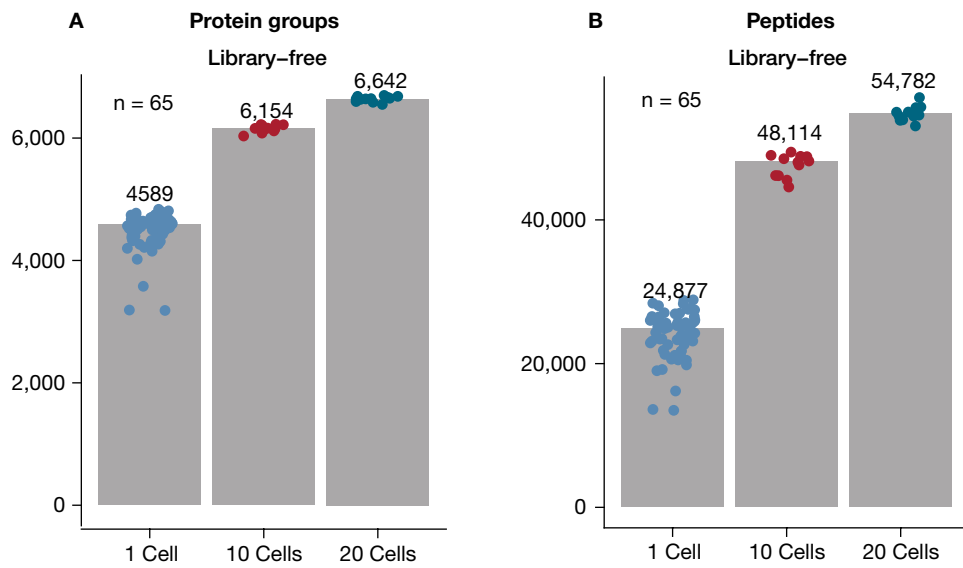 A
Protein groups
Library–free
n = 65
4589
6,154
6,642
6,000
4,000
2,000
0
1 Cell
10 Cells
20 Cells
B
Peptides
Library–free
n = 65
24,877
48,114
54,782
40,000
20,000
0
1 Cell
10 Cells
20 Cells